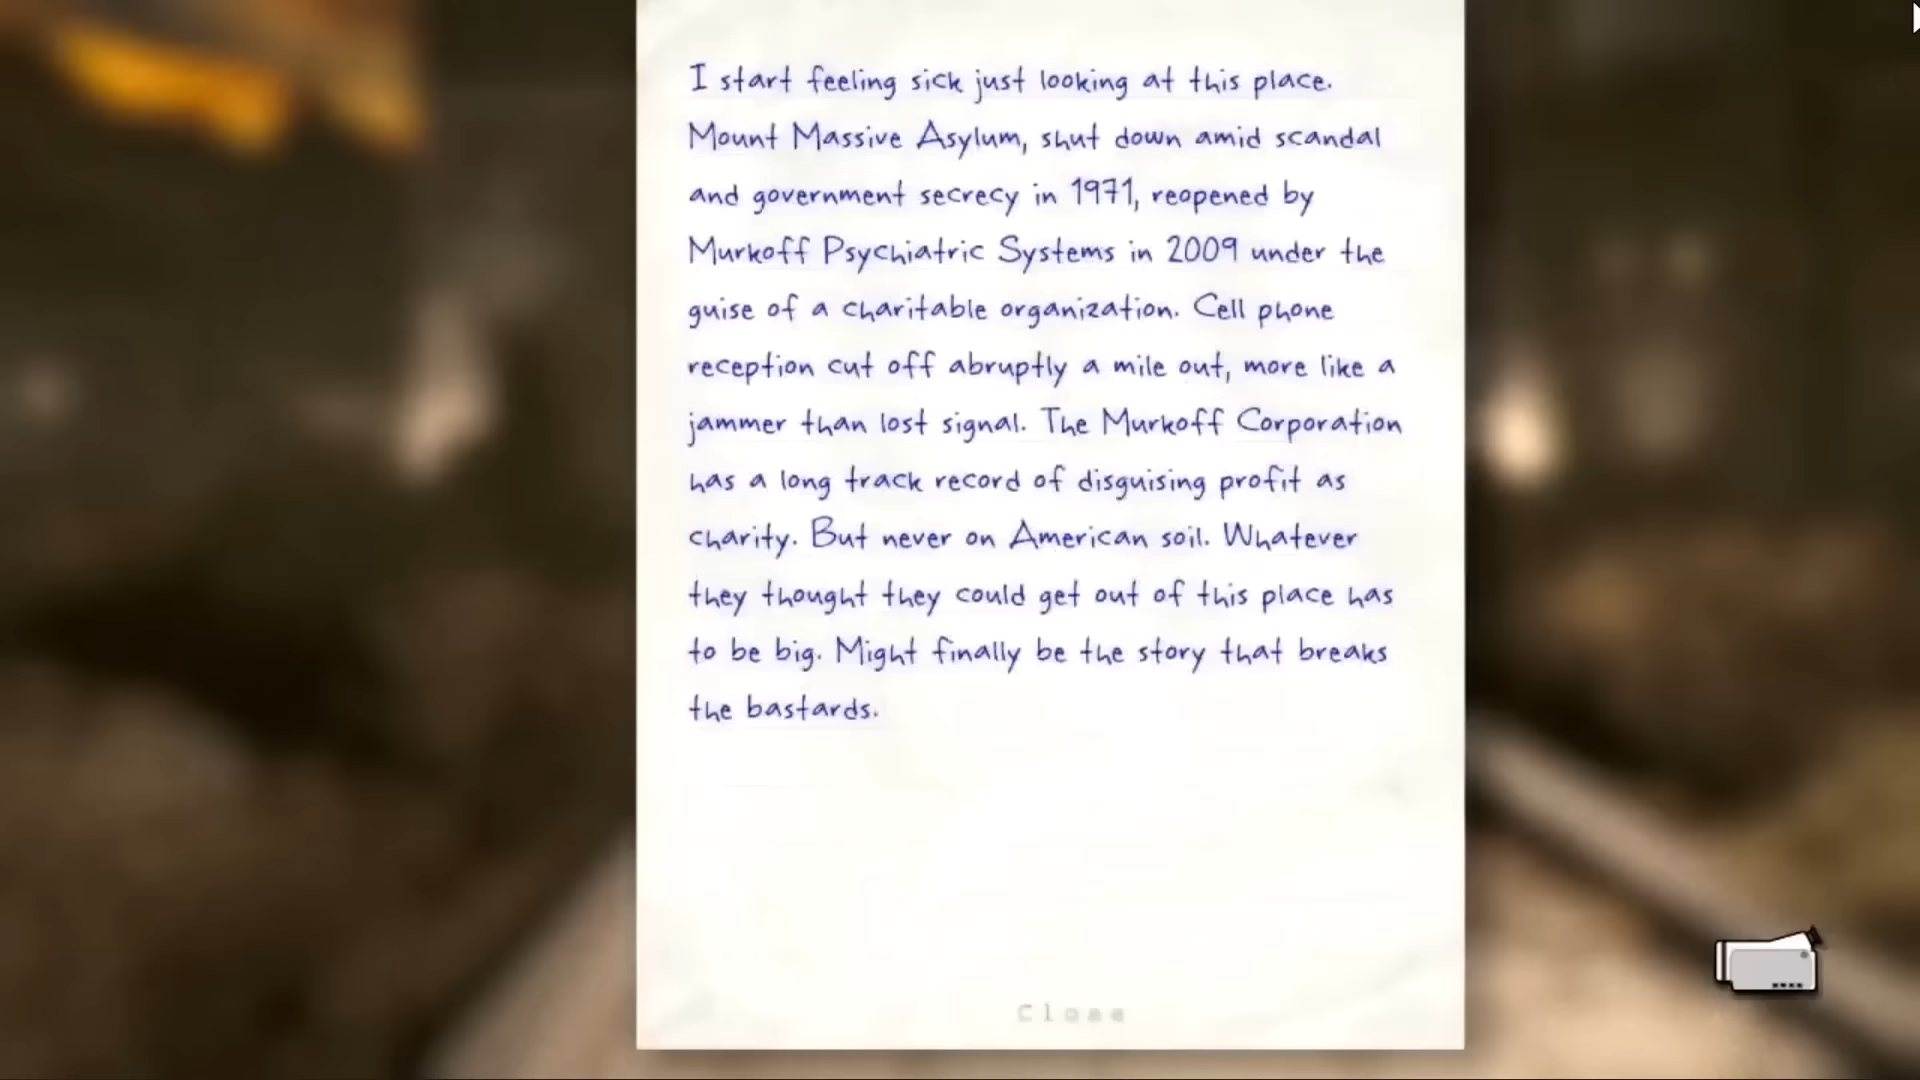 I start feeling sick just looking at this place.
Mount Massive Asylum, shut down amid scandal
and government secrecy in 1971, reopened by
Murkoff Psychiatric Systems in 2009 under the
guise of a charitable organization. Cell phone
reception cut off abruptly a mile out, more like a
jammer than lost signal. The Murkoff Corporation
has a long track record of disguising profit as
charity. But never on American soil. Whatever
they thought they could get out of this place has
to be big. Might finally be the story that breaks
the bastards.
Close